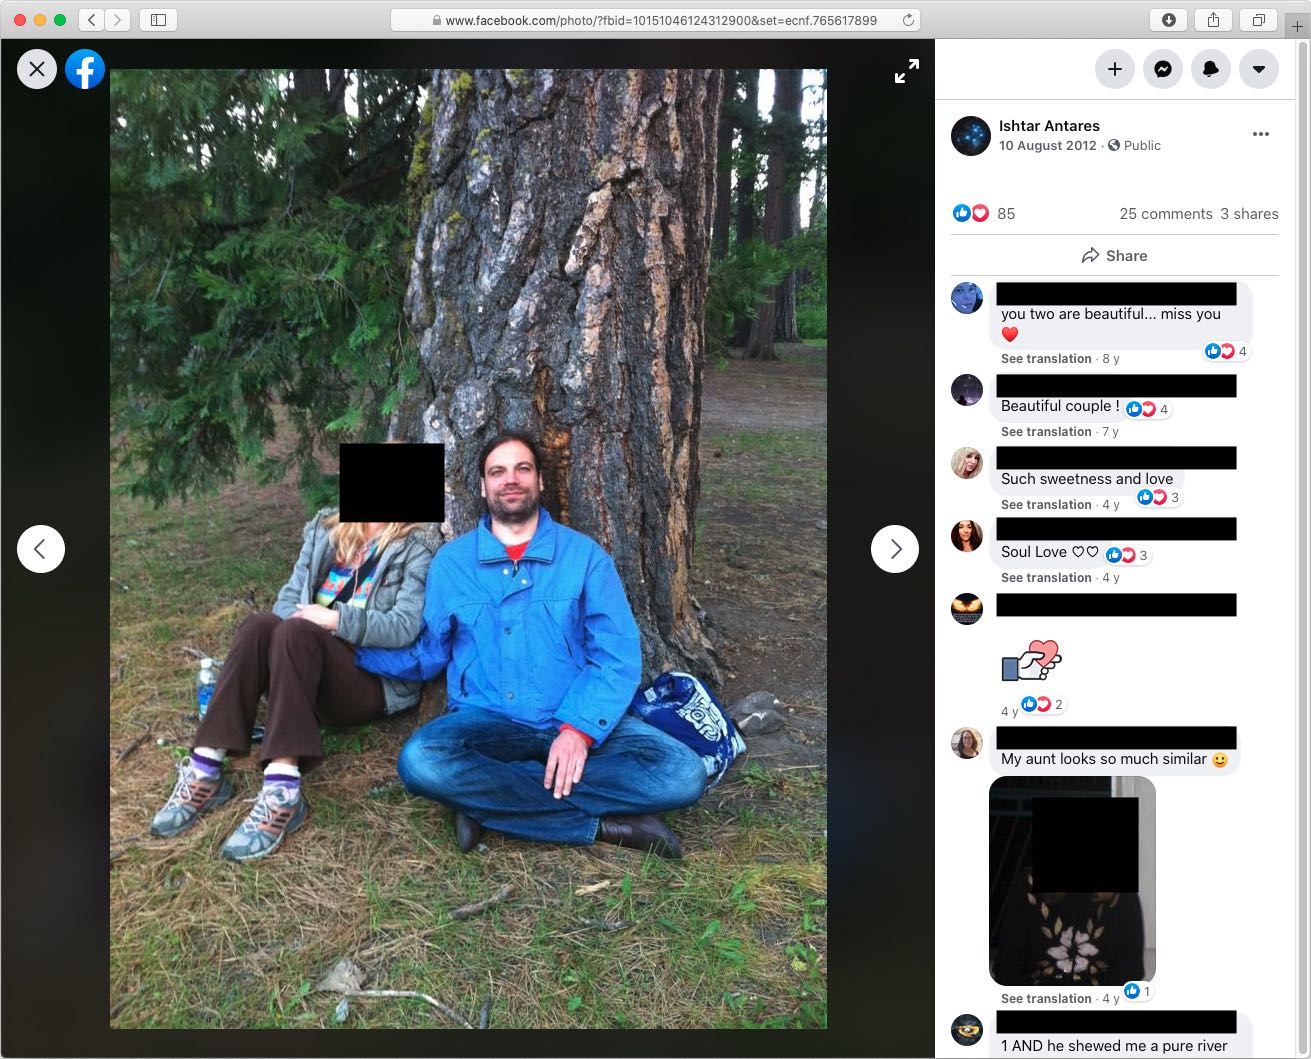 www.facebook.com/photo/?fbid=10151046124312900&set=ecnf.765617899
Ishtar Antares
10 August 2012 · Public
85
25 comments 3 shares
Share
you two are beautiful... miss you
❤️
4
See translation · 8 y
Beautiful couple !
4
See translation · 7 y
Such sweetness and love
3
See translation · 4 y
Soul Love ♡♡
3
See translation · 4 y
4 y
2
My aunt looks so much similar 🙂
1
See translation · 4 y
1 AND he shewed me a pure river